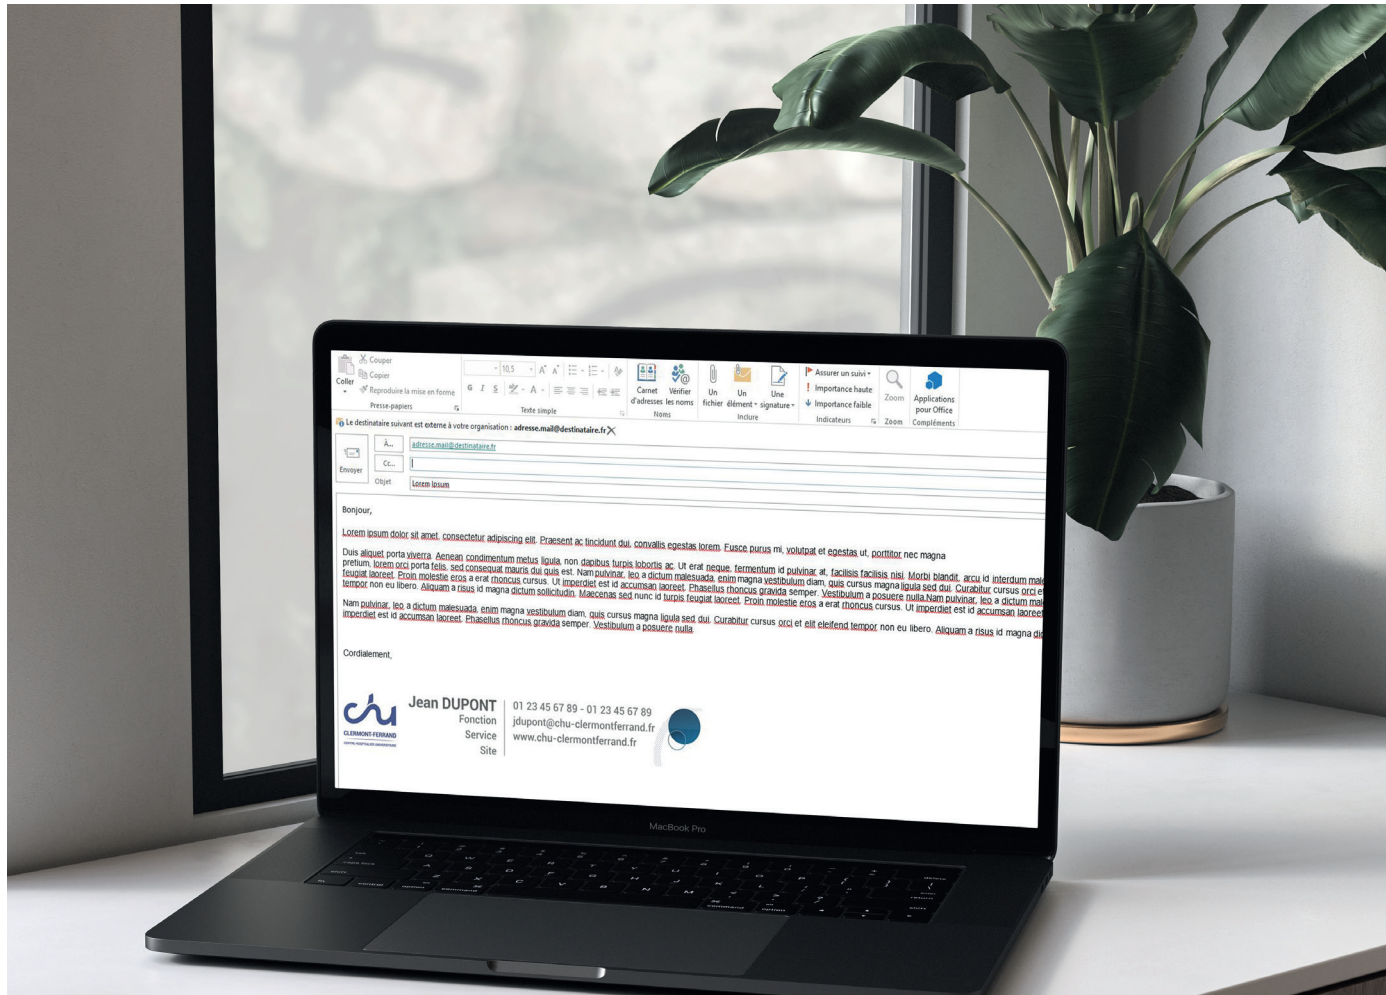 Couper
Copier
Reproduire la mise en forme
Coller
Presse-papiers
10,5
G I S
Texte simple
Carnet d'adresses
Vérifier les noms
Noms
Un fichier
Un élément
Une signature
Inclure
Assurer un suivi
Importance haute
Importance faible
Indicateurs
Zoom
Zoom
Applications pour Office
Compléments
Le destinataire suivant est externe à votre organisation : adresse.mail@destinataire.fr
Envoyer
À...
adresse.mail@destinataire.fr
Cc...
Objet
Lorem Ipsum
Bonjour,
Lorem ipsum dolor sit amet, consectetur adipiscing elit. Praesent ac tincidunt dui, convallis egestas lorem. Fusce purus mi, volutpat et egestas ut, porttitor nec magna
Duis aliquet porta viverra. Aenean condimentum metus ligula, non dapibus turpis lobortis ac. Ut erat neque, fermentum id pulvinar at, facilisis facilisis nisi. Morbi blandit, arcu id interdum male
pretium, lorem orci porta felis, sed consequat mauris dui quis est. Nam pulvinar, leo a dictum malesuada, enim magna vestibulum diam, quis cursus magna ligula sed dui. Curabitur cursus orci et
feugiat laoreet. Proin molestie eros a erat rhoncus cursus. Ut imperdiet est id accumsan laoreet. Phasellus rhoncus gravida semper. Vestibulum a posuere nulla.Nam pulvinar, leo a dictum mal
tempor non eu libero. Aliquam a risus id magna dictum sollicitudin. Maecenas sed nunc id turpis feugiat laoreet. Proin molestie eros a erat rhoncus cursus. Ut imperdiet est id accumsan laoreet
Nam pulvinar, leo a dictum malesuada, enim magna vestibulum diam, quis cursus magna ligula sed dui. Curabitur cursus orci et elit eleifend tempor non eu libero. Aliquam a risus id magna dic
imperdiet est id accumsan laoreet. Phasellus rhoncus gravida semper. Vestibulum a posuere nulla.
Cordialement,
chu
CLERMONT-FERRAND
CENTRE HOSPITALIER UNIVERSITAIRE
Jean DUPONT
Fonction
Service
Site
01 23 45 67 89 - 01 23 45 67 89
jdupont@chu-clermontferrand.fr
www.chu-clermontferrand.fr
MacBook Pro